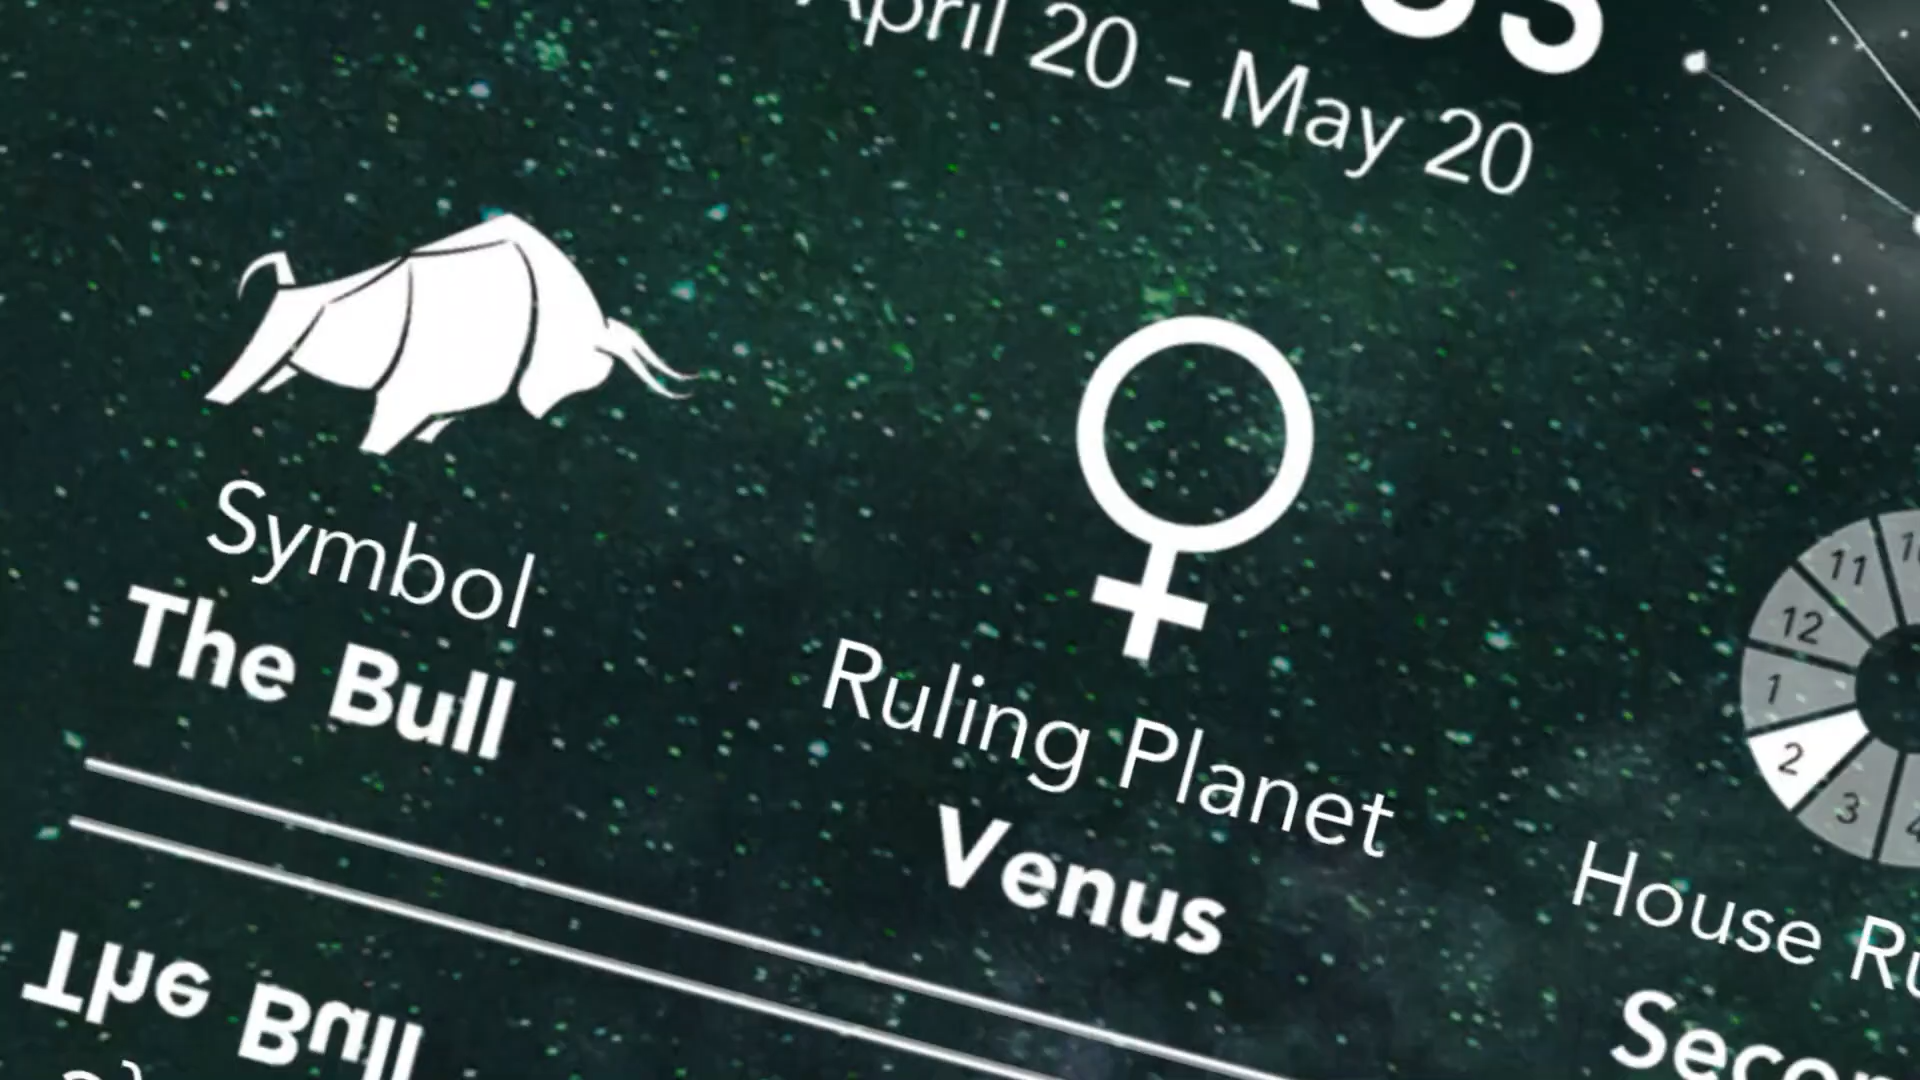 April 20 - May 20
Symbol
The Bull
Ruling Planet
Venus
11
12
1
2
3
House
The Bull